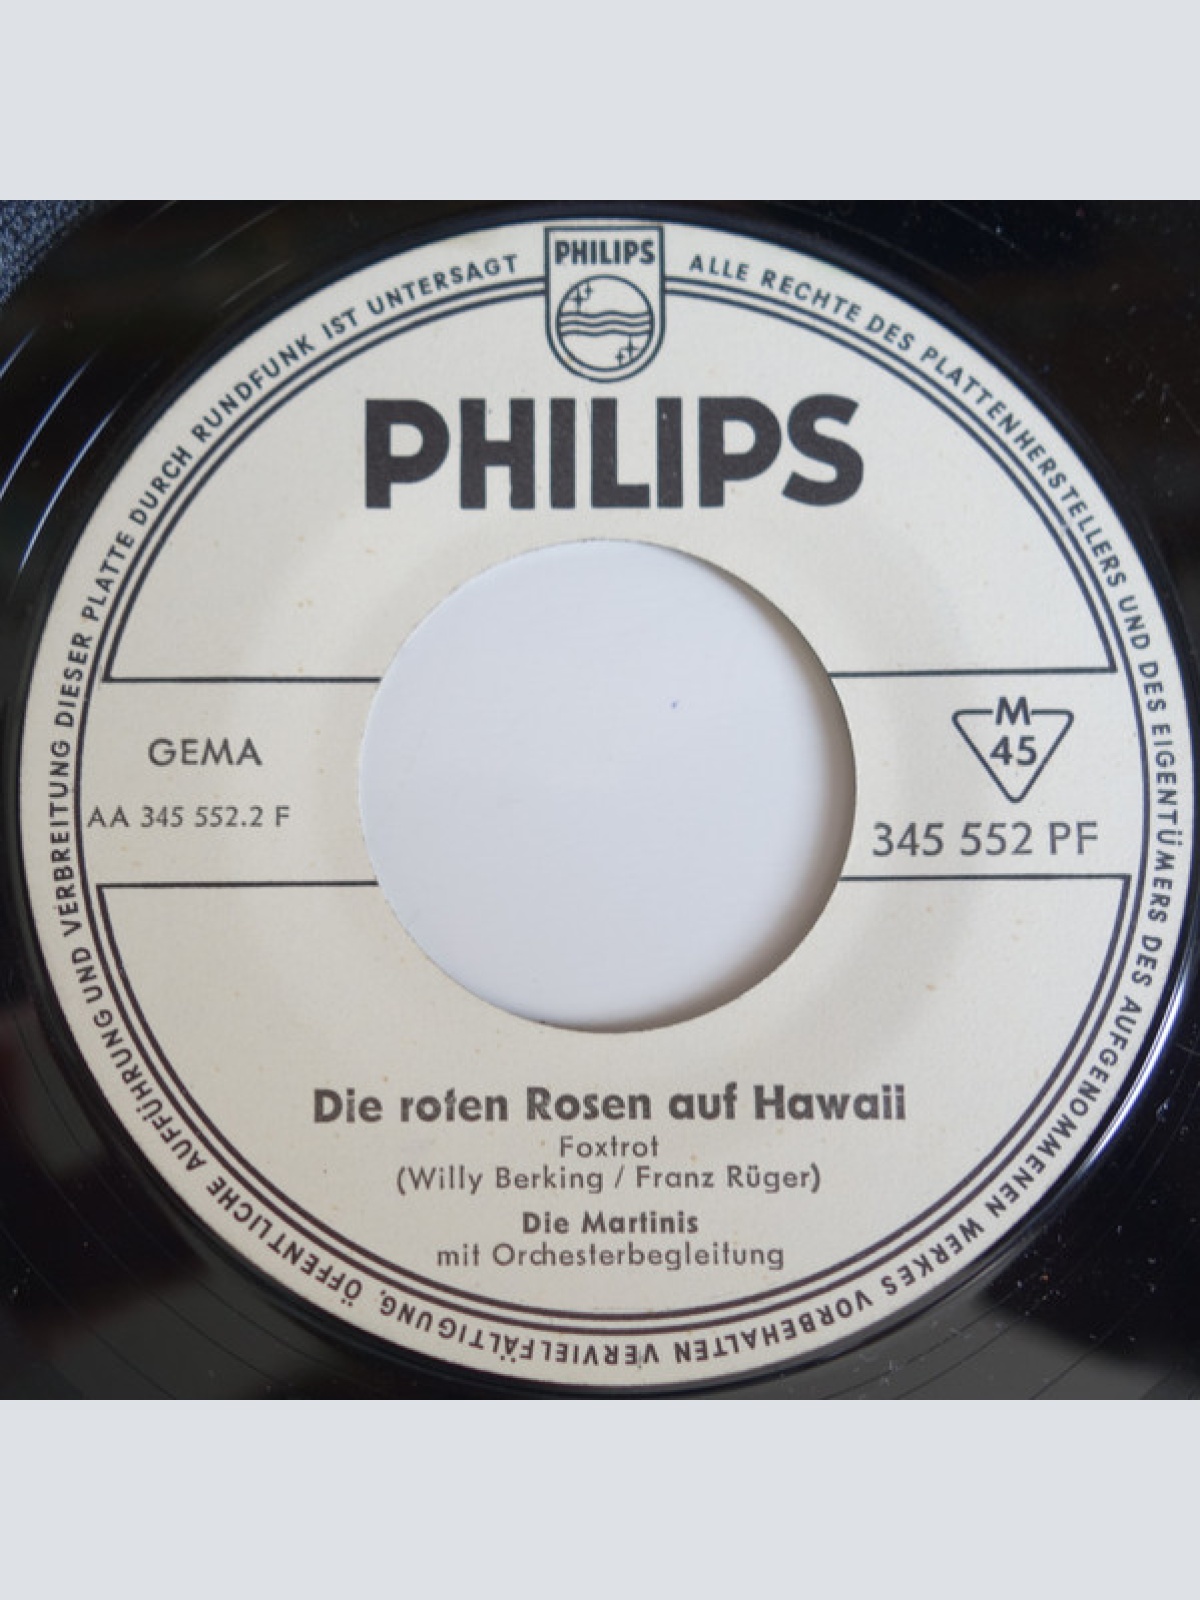 PHILIPS
ALLE RECHTE DES PLATTENHERSTELLERS UND DES EIGENTÜMERS DES AUFGENOMMENEN WERKES VORBEHALTEN VERVIELFÄLTIGUNG, ÖFFENTLICHE AUFFÜHRUNG UND VERBREITUNG DIESER PLATTE DURCH RUNDFUNK IST UNTERSAGT
PHILIPS
GEMA
AA 345 552.2 F
M
45
345 552 PF
Die roten Rosen auf Hawaii
Foxtrot
(Willy Berking / Franz Rüger)
Die Martinis
mit Orchesterbegleitung